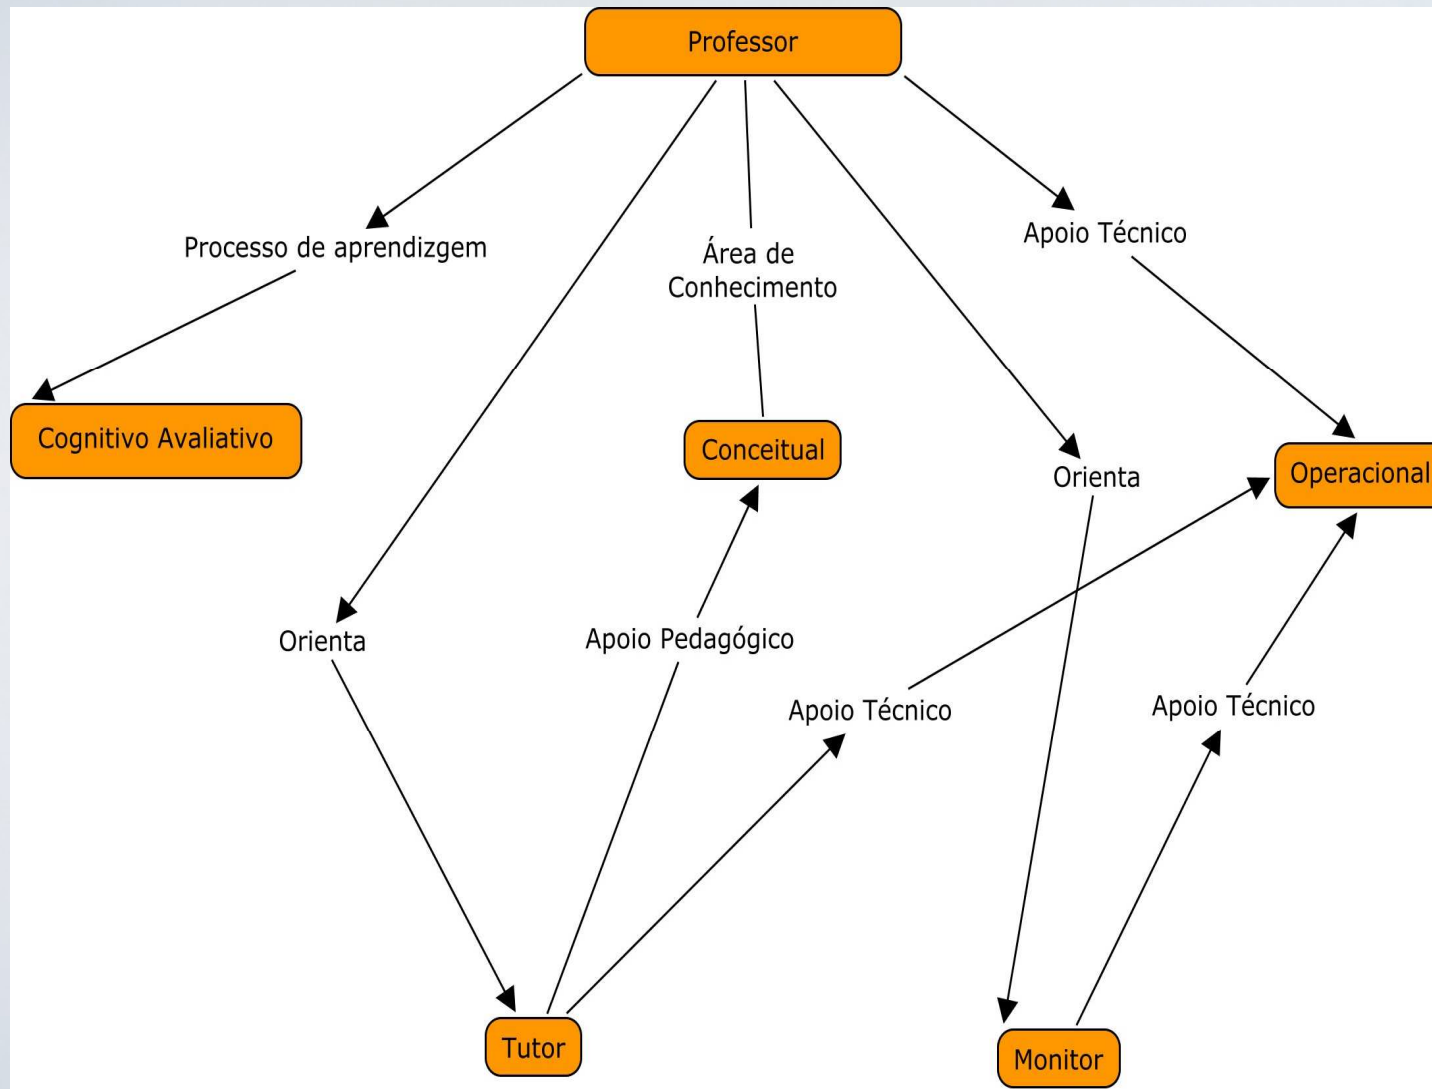 Professor
Processo de aprendizgem
Área de
Conhecimento
Apoio Técnico
Cognitivo Avaliativo
Conceitual
Orienta
Operacional
Orienta
Apoio Pedagógico
Apoio Técnico
Apoio Técnico
Tutor
Monitor